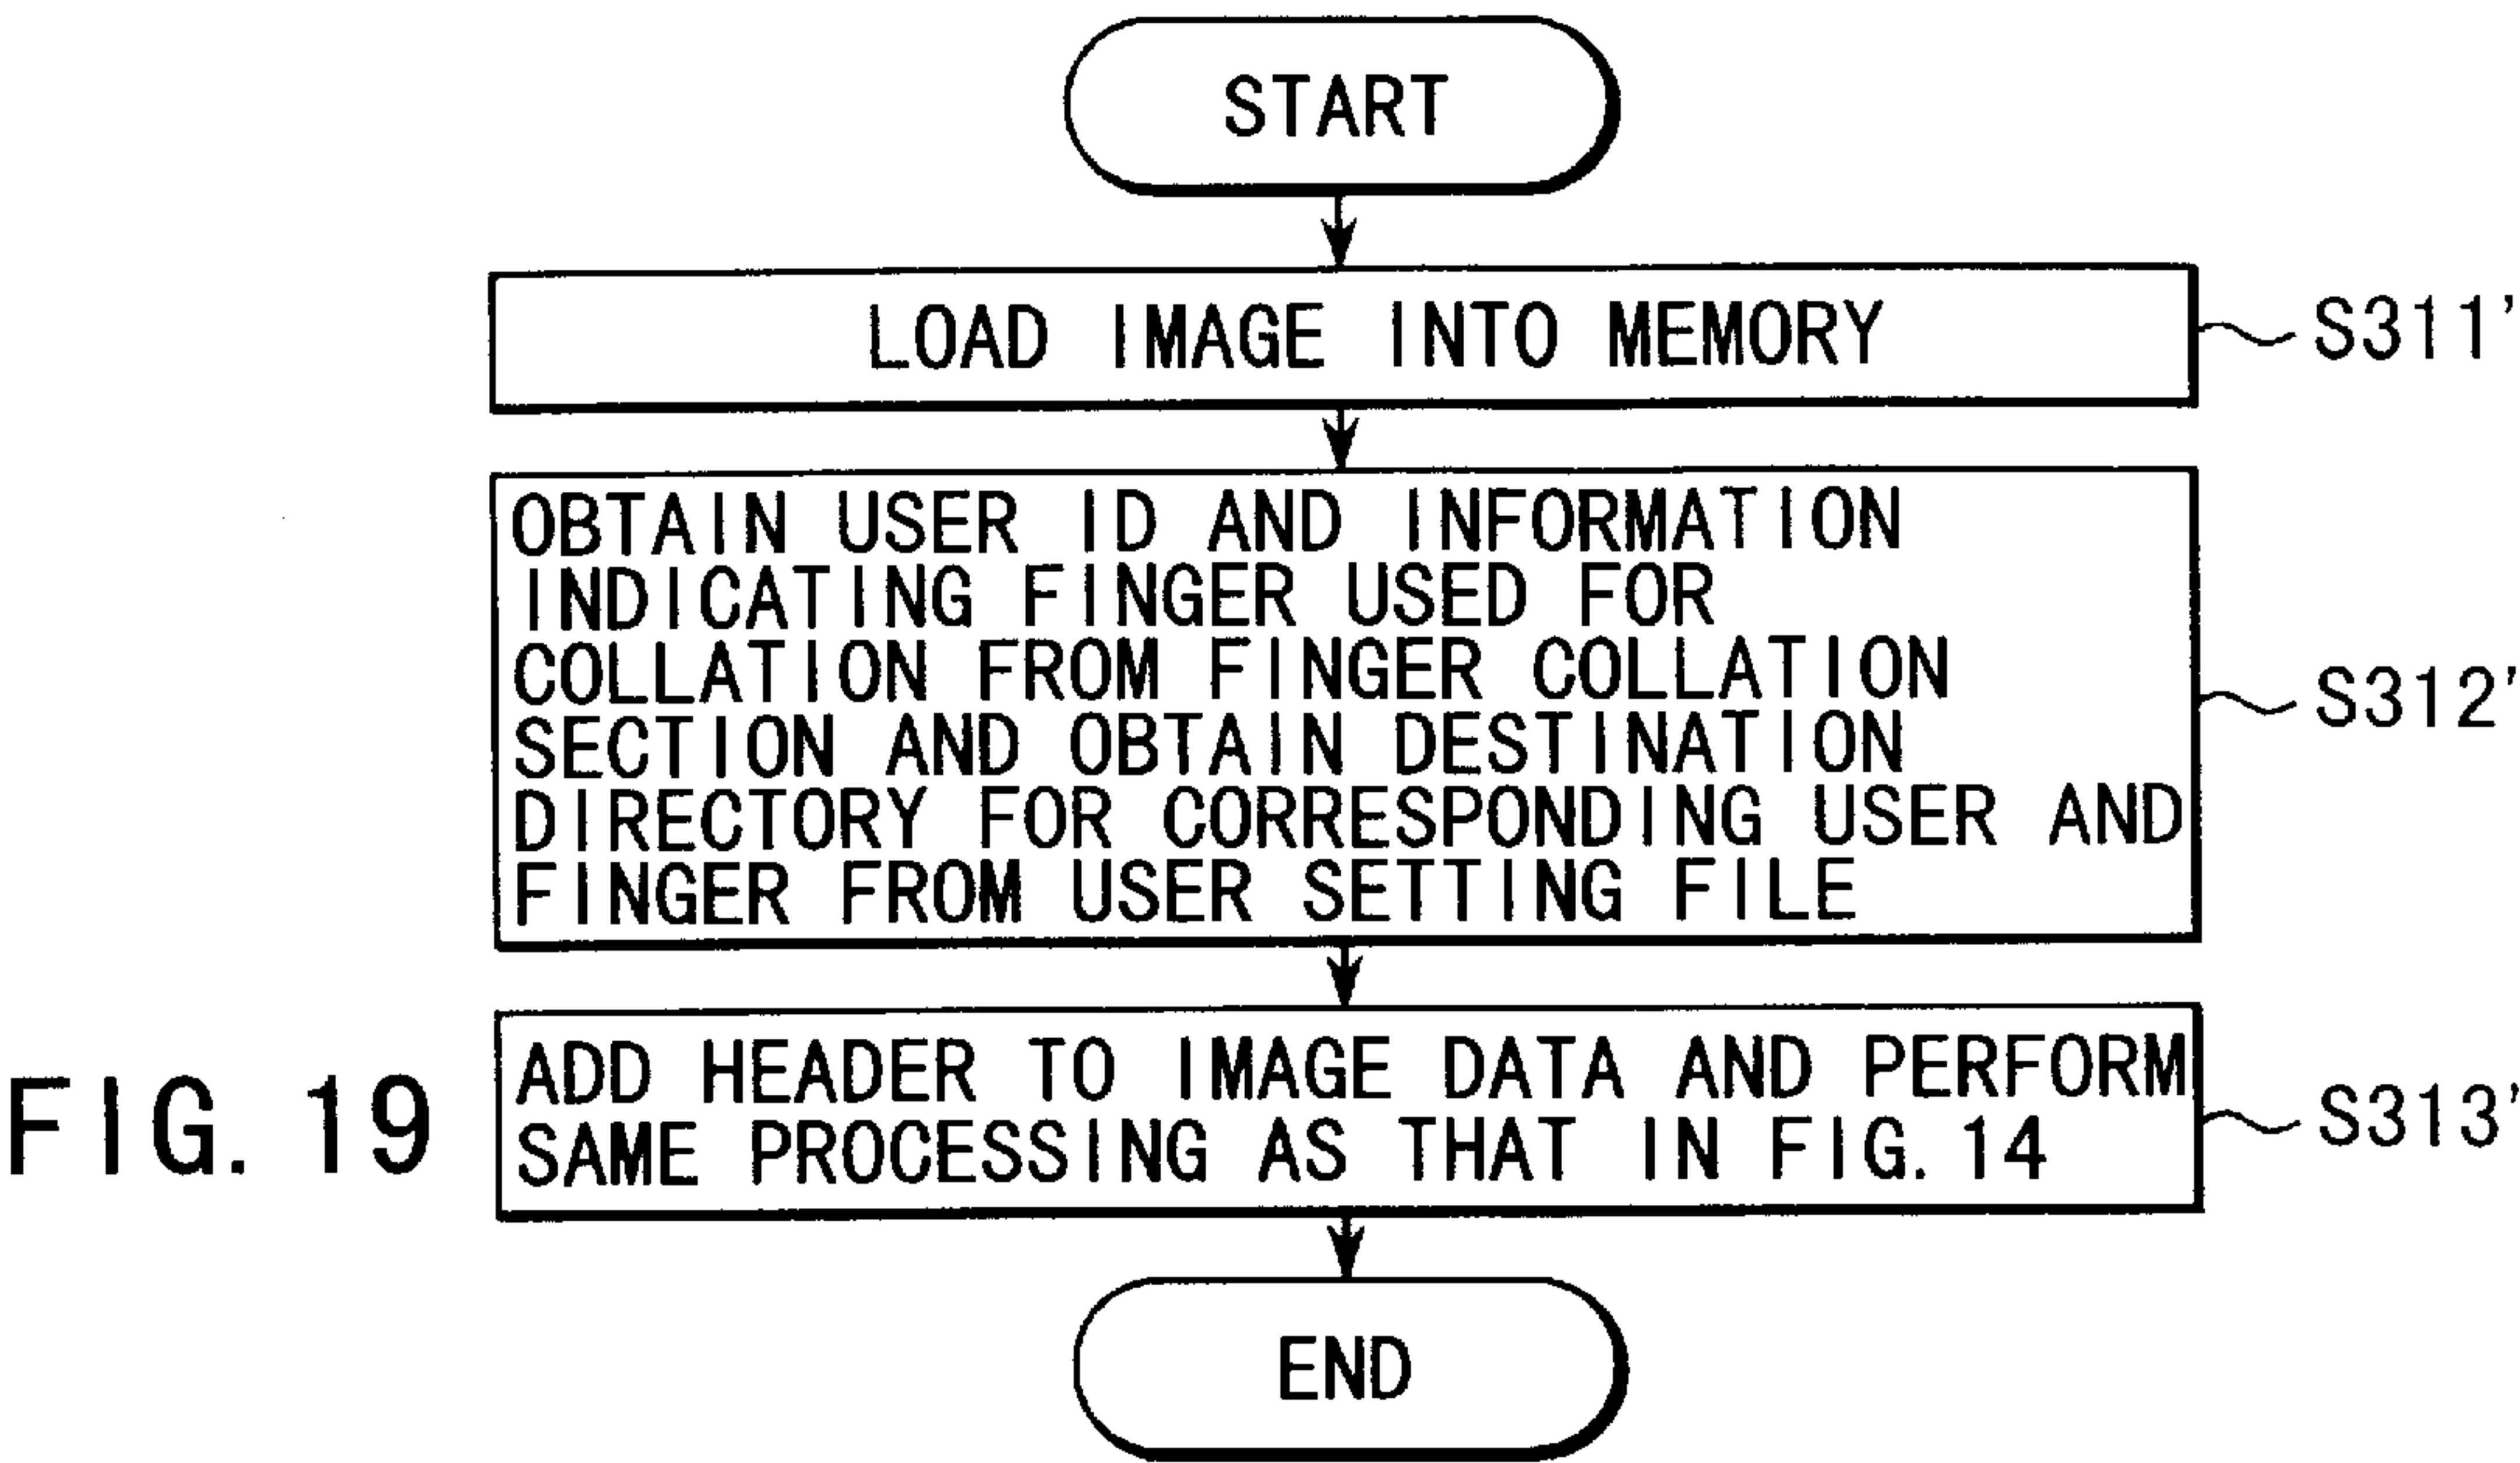 START
LOAD IMAGE INTO MEMORY
S311'
OBTAIN USER ID AND INFORMATION
INDICATING FINGER USED FOR
COLLATION FROM FINGER COLLATION
SECTION AND OBTAIN DESTINATION
DIRECTORY FOR CORRESPONDING USER AND
FINGER FROM USER SETTING FILE
S312'
ADD HEADER TO IMAGE DATA AND PERFORM
SAME PROCESSING AS THAT IN FIG. 14
S313'
FIG. 19
END